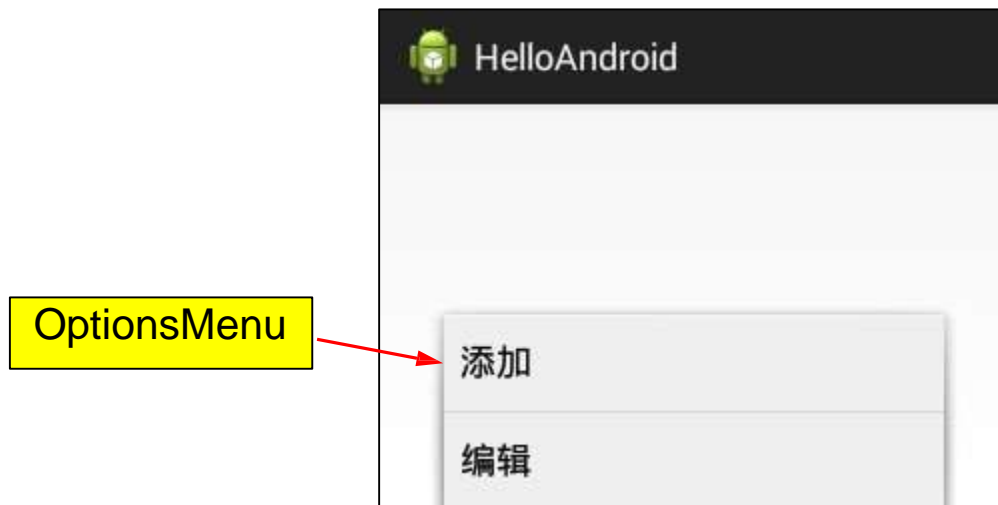 HelloAndroid
OptionsMenu
添加
编辑